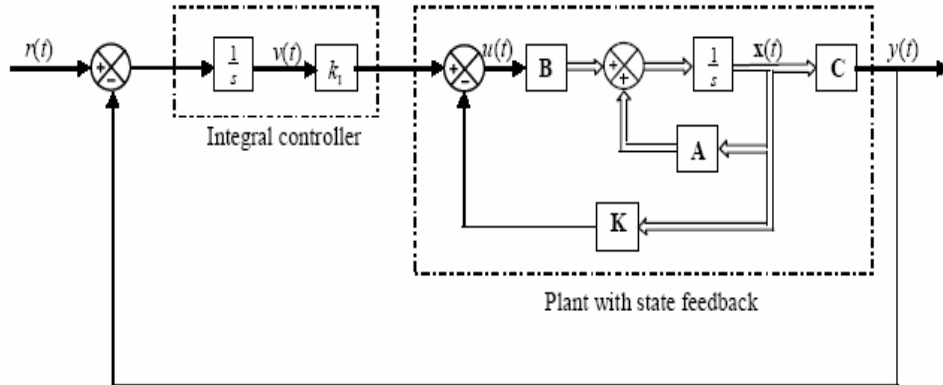 r(t)
+
−
1
s
v(t)
k₁
Integral controller
+
−
u(t)
B
+
+
1
s
x(t)
C
y(t)
A
K
Plant with state feedback